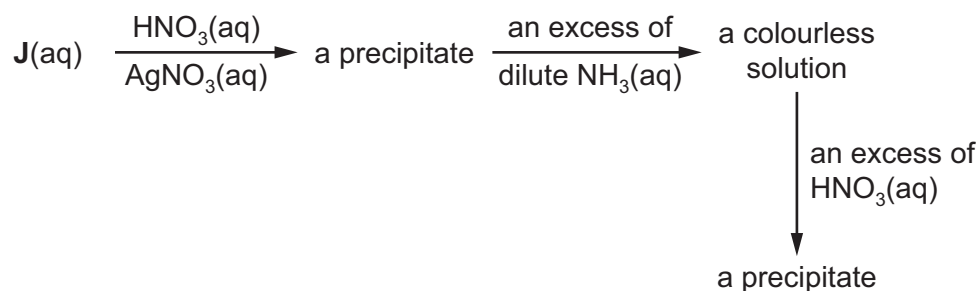 J(aq)
HNO₃(aq)
AgNO₃(aq)
a precipitate
an excess of
dilute NH₃(aq)
a colourless
solution
an excess of
HNO₃(aq)
a precipitate